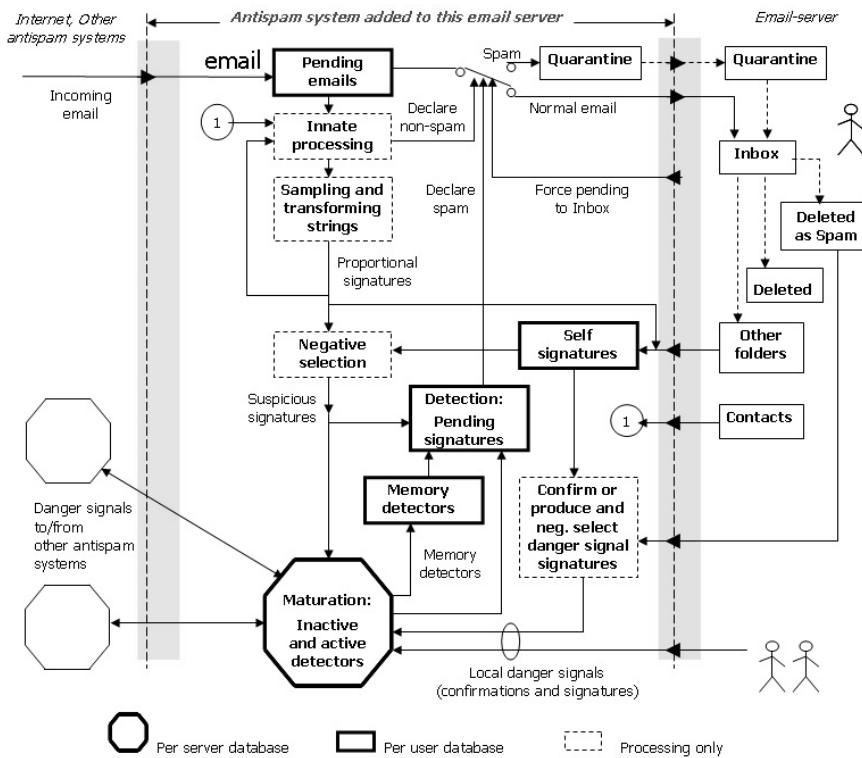 Internet, Other
antispam systems
Antispam system added to this email server
Email-server
email
Incoming
email
Pending
emails
Spam
Quarantine
Quarantine
Normal email
1
Innate
processing
Declare
non-spam
Inbox
Sampling and
transforming
strings
Declare
spam
Force pending
to Inbox
Deleted
as Spam
Proportional
signatures
Deleted
Negative
selection
Self
signatures
Other
folders
Suspicious
signatures
Detection:
Pending
signatures
1
Contacts
Memory
detectors
Confirm or
produce and
neg. select
danger signal
signatures
Danger signals
to/from
other antispam
systems
Memory
detectors
Maturation:
Inactive
and active
detectors
Local danger signals
(confirmations and signatures)
Per server database
Per user database
Processing only